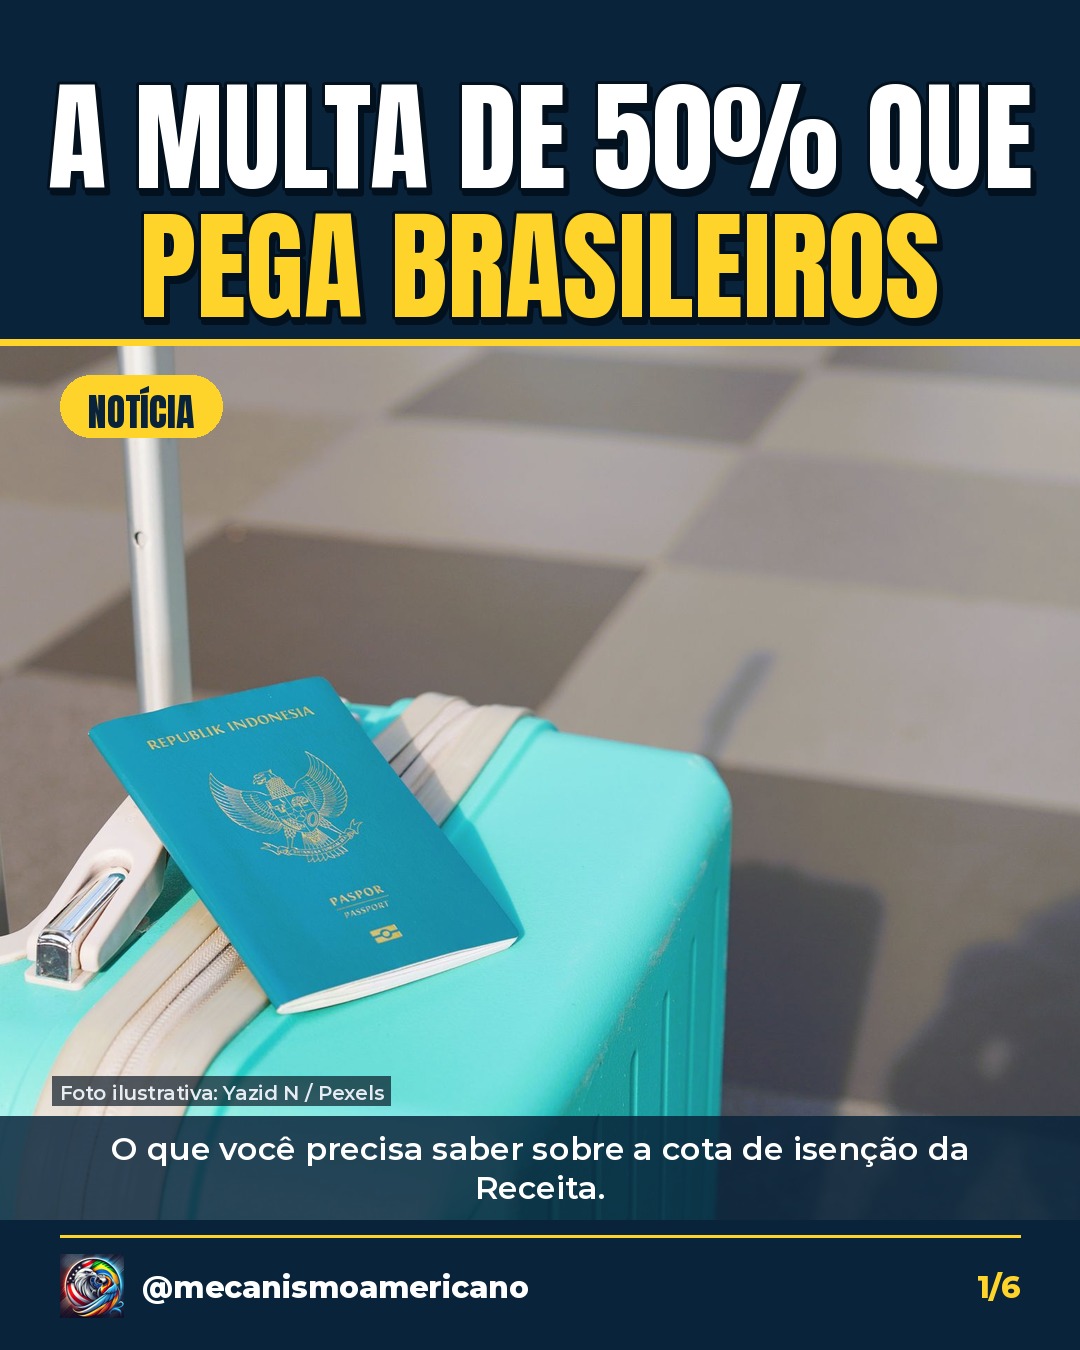 A MULTA DE 50% QUE
PEGA BRASILEIROS
NOTÍCIA
REPUBLIK INDONESIA
PASPOR
PASSPORT
Foto ilustrativa: Yazid N / Pexels
O que você precisa saber sobre a cota de isenção da
Receita.
@mecanismoamericano
1/6